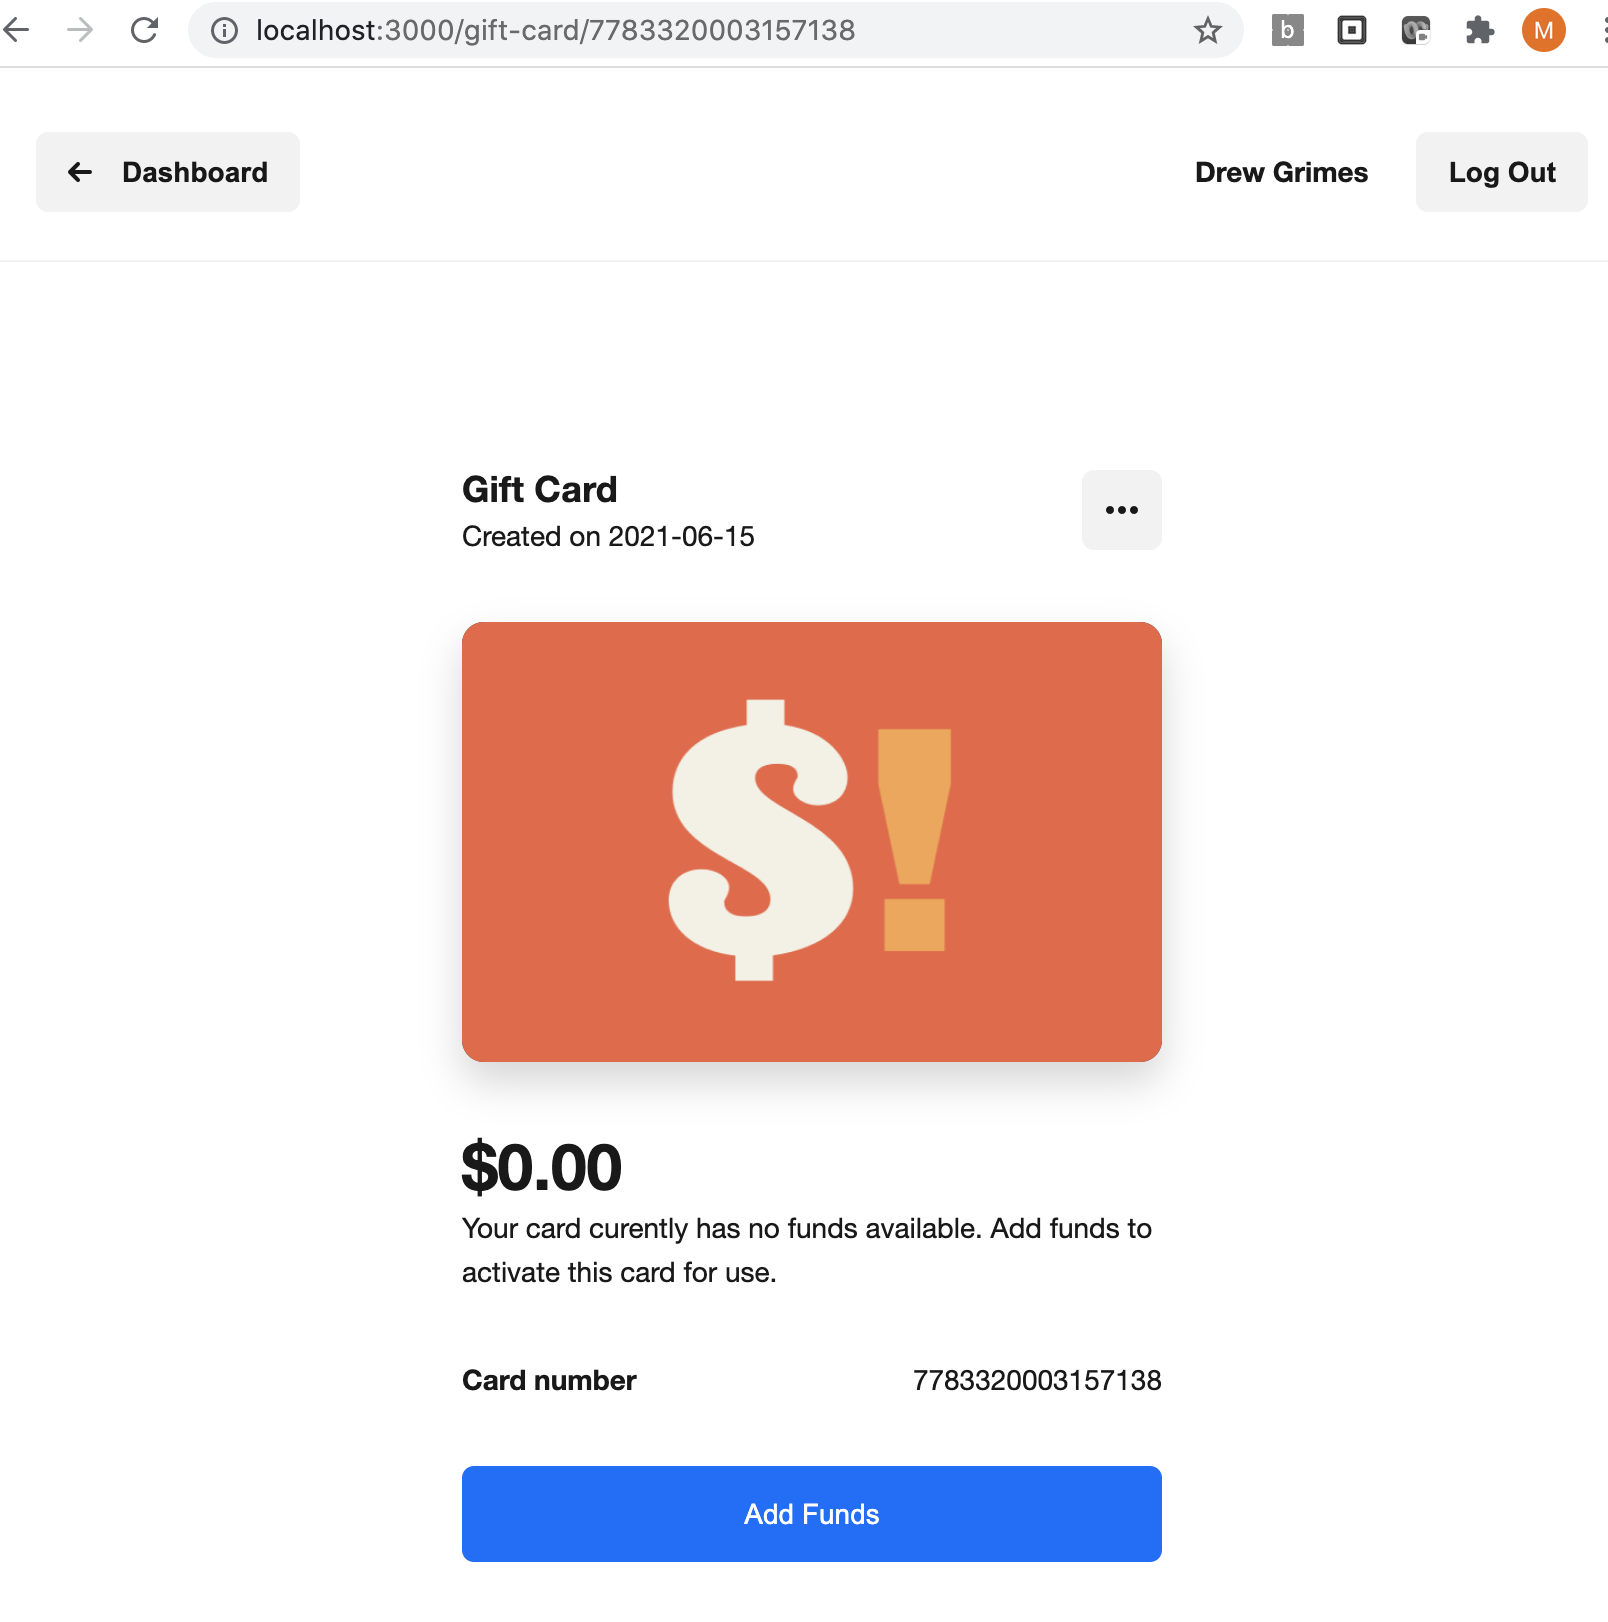 localhost:3000/gift-card/7783320003157138
b
M
Dashboard
Drew Grimes
Log Out
Gift Card
Created on 2021-06-15
$!
$0.00
Your card curently has no funds available. Add funds to
activate this card for use.
Card number 7783320003157138
Add Funds